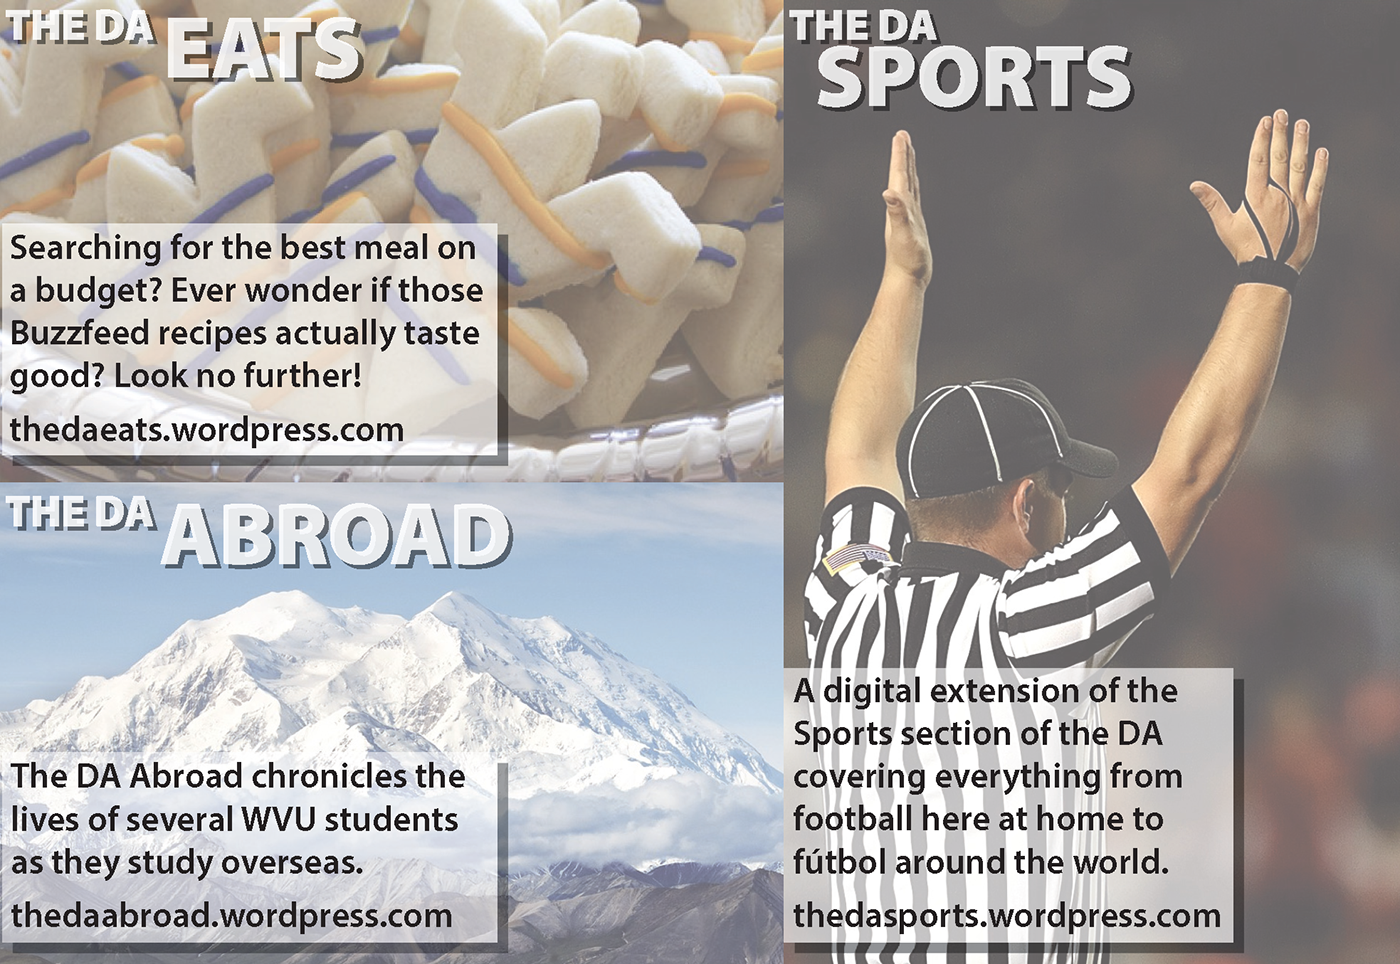 THE DA EATS
Searching for the best meal on
a budget? Ever wonder if those
Buzzfeed recipes actually taste
good? Look no further!
thedaeats.wordpress.com
THE DA ABROAD
The DA Abroad chronicles the
lives of several WVU students
as they study overseas.
thedaabroad.wordpress.com
THE DA
SPORTS
A digital extension of the
Sports section of the DA
covering everything from
football here at home to
fútbol around the world.
thedasports.wordpress.com